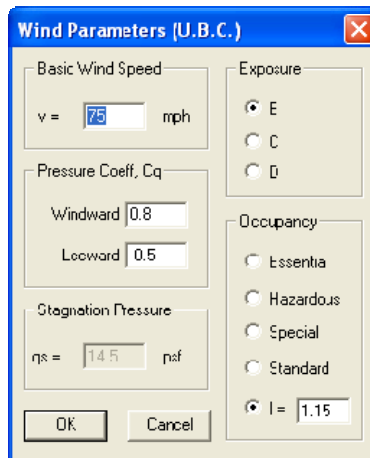 Wind Parameters (U.B.C.)
Basic Wind Speed
v = 75 mph
Pressure Coeff, Cq
Windward 0.8
Leeward 0.5
Stagnation Pressure
qs = 14.5 psf
OK Cancel
Exposure
B
C
D
Occupancy
Essential
Hazardous
Special
Standard
I = 1.15